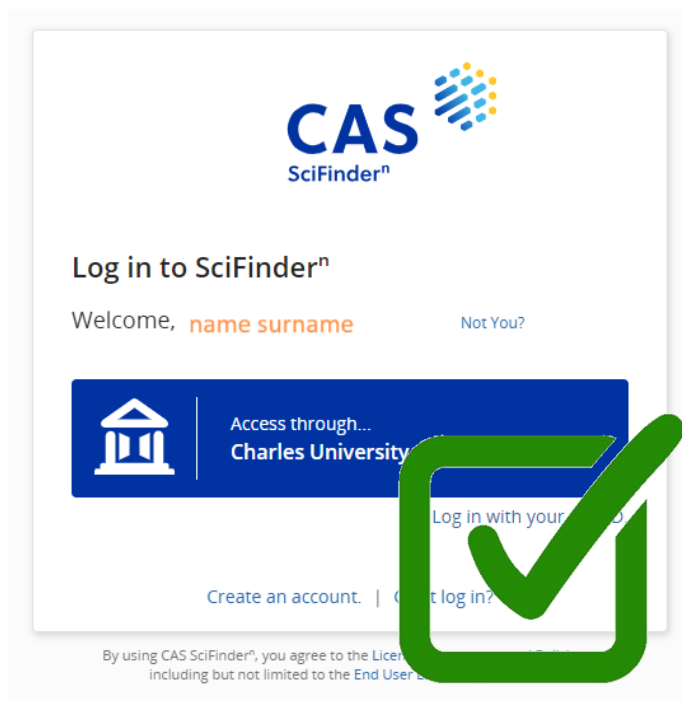 CAS
SciFinderⁿ
Log in to SciFinderⁿ
Welcome, name surname Not You?
Access through...
Charles University
Log in with your
Create an account. | log in?
By using CAS SciFinderⁿ, you agree to the
including but not limited to the End User